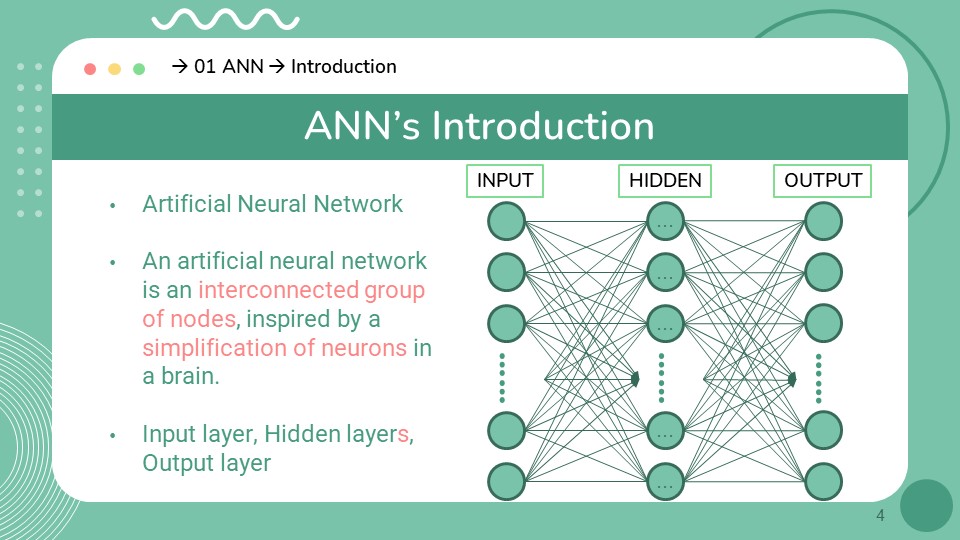 → 01 ANN → Introduction
ANN’s Introduction
INPUT
HIDDEN
OUTPUT
• Artificial Neural Network
• An artificial neural network
is an interconnected group
of nodes, inspired by a
simplification of neurons in
a brain.
• Input layer, Hidden layers,
Output layer
...
...
...
...
...
4